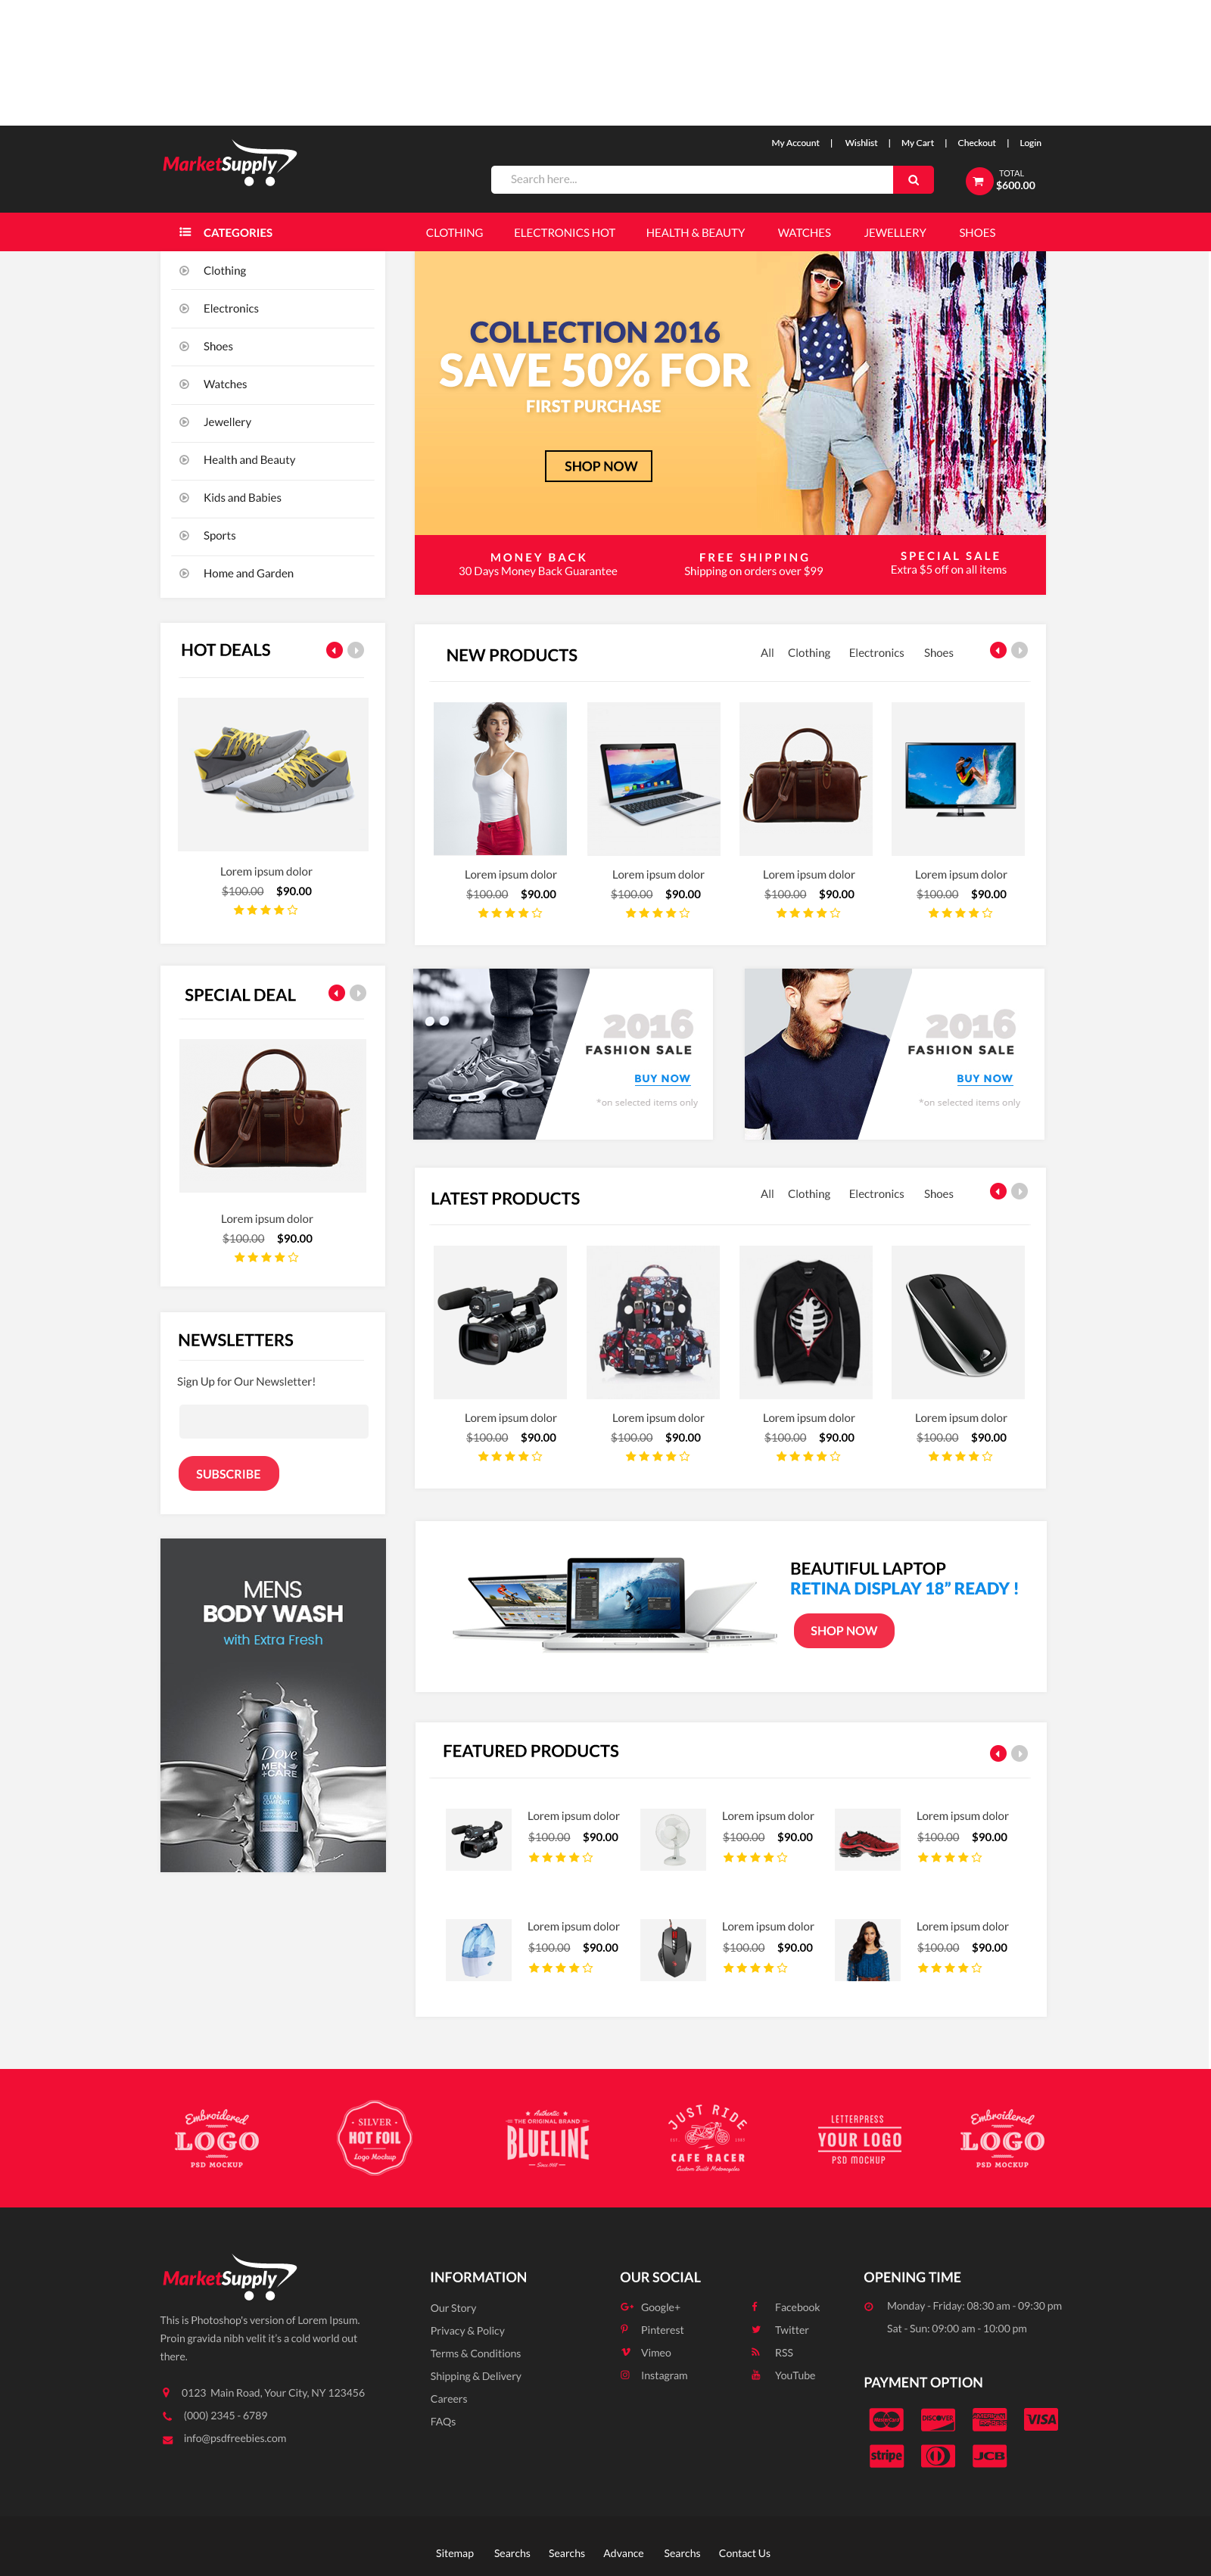 My Account | Wishlist | My Cart | Checkout | Login
MarketSupply
Search here...
TOTAL
$600.00
CATEGORIES
CLOTHING ELECTRONICS HOT HEALTH & BEAUTY WATCHES JEWELLERY SHOES
Clothing
Electronics
Shoes
Watches
Jewellery
Health and Beauty
Kids and Babies
Sports
Home and Garden
COLLECTION 2016
SAVE 50% FOR
FIRST PURCHASE
SHOP NOW
MONEY BACK
30 Days Money Back Guarantee
FREE SHIPPING
Shipping on orders over $99
SPECIAL SALE
Extra $5 off on all items
HOT DEALS
Lorem ipsum dolor
$100.00 $90.00
SPECIAL DEAL
Lorem ipsum dolor
$100.00 $90.00
NEWSLETTERS
Sign Up for Our Newsletter!
SUBSCRIBE
MENS
BODY WASH
with Extra Fresh
Dove
MEN
+CARE
CLEAN
COMFORT
NEW PRODUCTS
All Clothing Electronics Shoes
Lorem ipsum dolor
$100.00 $90.00
Lorem ipsum dolor
$100.00 $90.00
Lorem ipsum dolor
$100.00 $90.00
Lorem ipsum dolor
$100.00 $90.00
2016
FASHION SALE
BUY NOW
*on selected items only
2016
FASHION SALE
BUY NOW
*on selected items only
LATEST PRODUCTS
All Clothing Electronics Shoes
Lorem ipsum dolor
$100.00 $90.00
Lorem ipsum dolor
$100.00 $90.00
Lorem ipsum dolor
$100.00 $90.00
Lorem ipsum dolor
$100.00 $90.00
BEAUTIFUL LAPTOP
RETINA DISPLAY 18” READY !
SHOP NOW
FEATURED PRODUCTS
Lorem ipsum dolor
$100.00 $90.00
Lorem ipsum dolor
$100.00 $90.00
Lorem ipsum dolor
$100.00 $90.00
Lorem ipsum dolor
$100.00 $90.00
Lorem ipsum dolor
$100.00 $90.00
Lorem ipsum dolor
$100.00 $90.00
Embroidered
LOGO
PSD MOCKUP
SILVER
HOT FOIL
Logo Mockup
Authentic
THE ORIGINAL BRAND
BLUELINE
JUST RIDE
CAFE RACER
Custom Built Motorcycles
LETTERPRESS
YOUR LOGO
PSD MOCKUP
Embroidered
LOGO
PSD MOCKUP
MarketSupply
This is Photoshop's version of Lorem Ipsum.
Proin gravida nibh velit it’s a cold world out
there.
0123 Main Road, Your City, NY 123456
(000) 2345 - 6789
info@psdfreebies.com
INFORMATION
Our Story
Privacy & Policy
Terms & Conditions
Shipping & Delivery
Careers
FAQs
OUR SOCIAL
Google+
Pinterest
Vimeo
Instagram
Facebook
Twitter
RSS
YouTube
OPENING TIME
Monday - Friday: 08:30 am - 09:30 pm
Sat - Sun: 09:00 am - 10:00 pm
PAYMENT OPTION
MasterCard
DISCOVER
AMERICAN EXPRESS
VISA
stripe
JCB
Sitemap Searchs Searchs Advance Searchs Contact Us